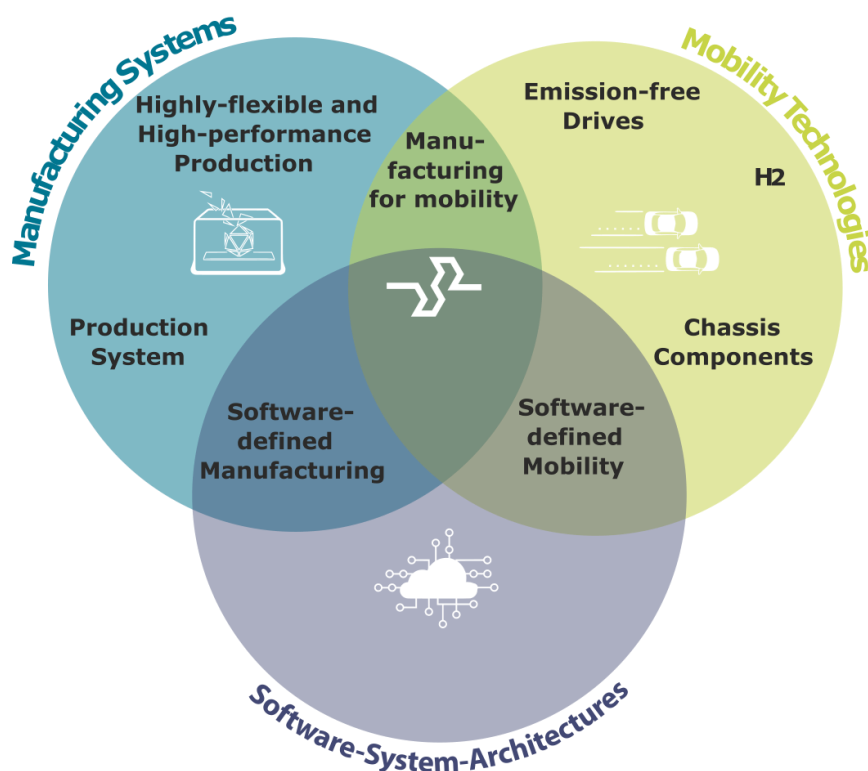 Manufacturing Systems
Mobility Technologies
Highly-flexible and
High-performance
Production
Manu-
facturing
for mobility
Emission-free
Drives
H2
Production
System
Chassis
Components
Software-
defined
Manufacturing
Software-
defined
Mobility
Software-System-Architectures